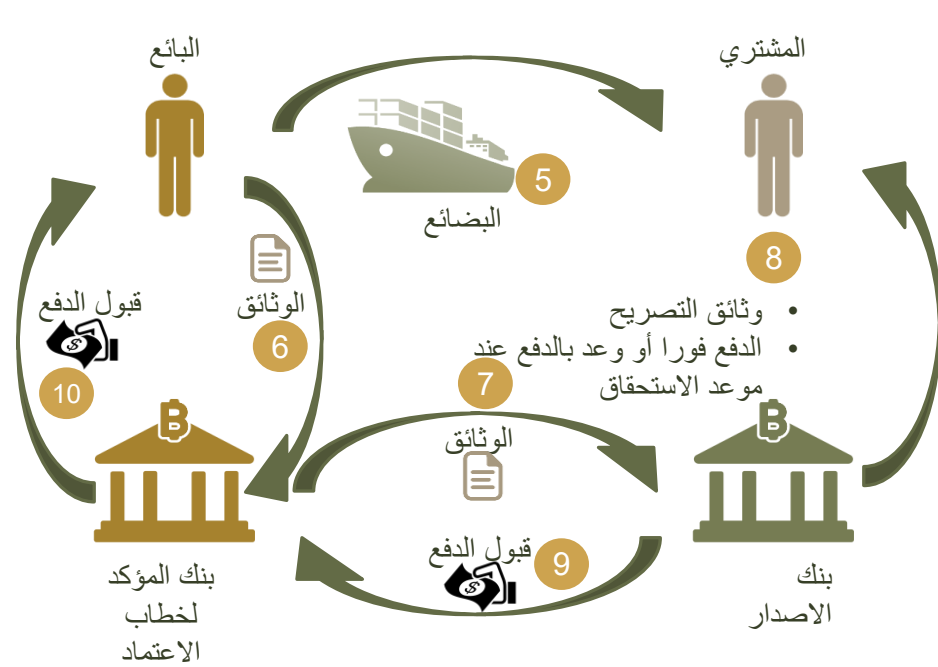 البائع
المشتري
5
البضائع
8
الوثائق
6
قبول الدفع
10
• وثائق التصريح
• الدفع فورا أو وعد بالدفع عند
موعد الاستحقاق
7
الوثائق
قبول الدفع
9
بنك المؤكد
لخطاب
الاعتماد
بنك
الاصدار